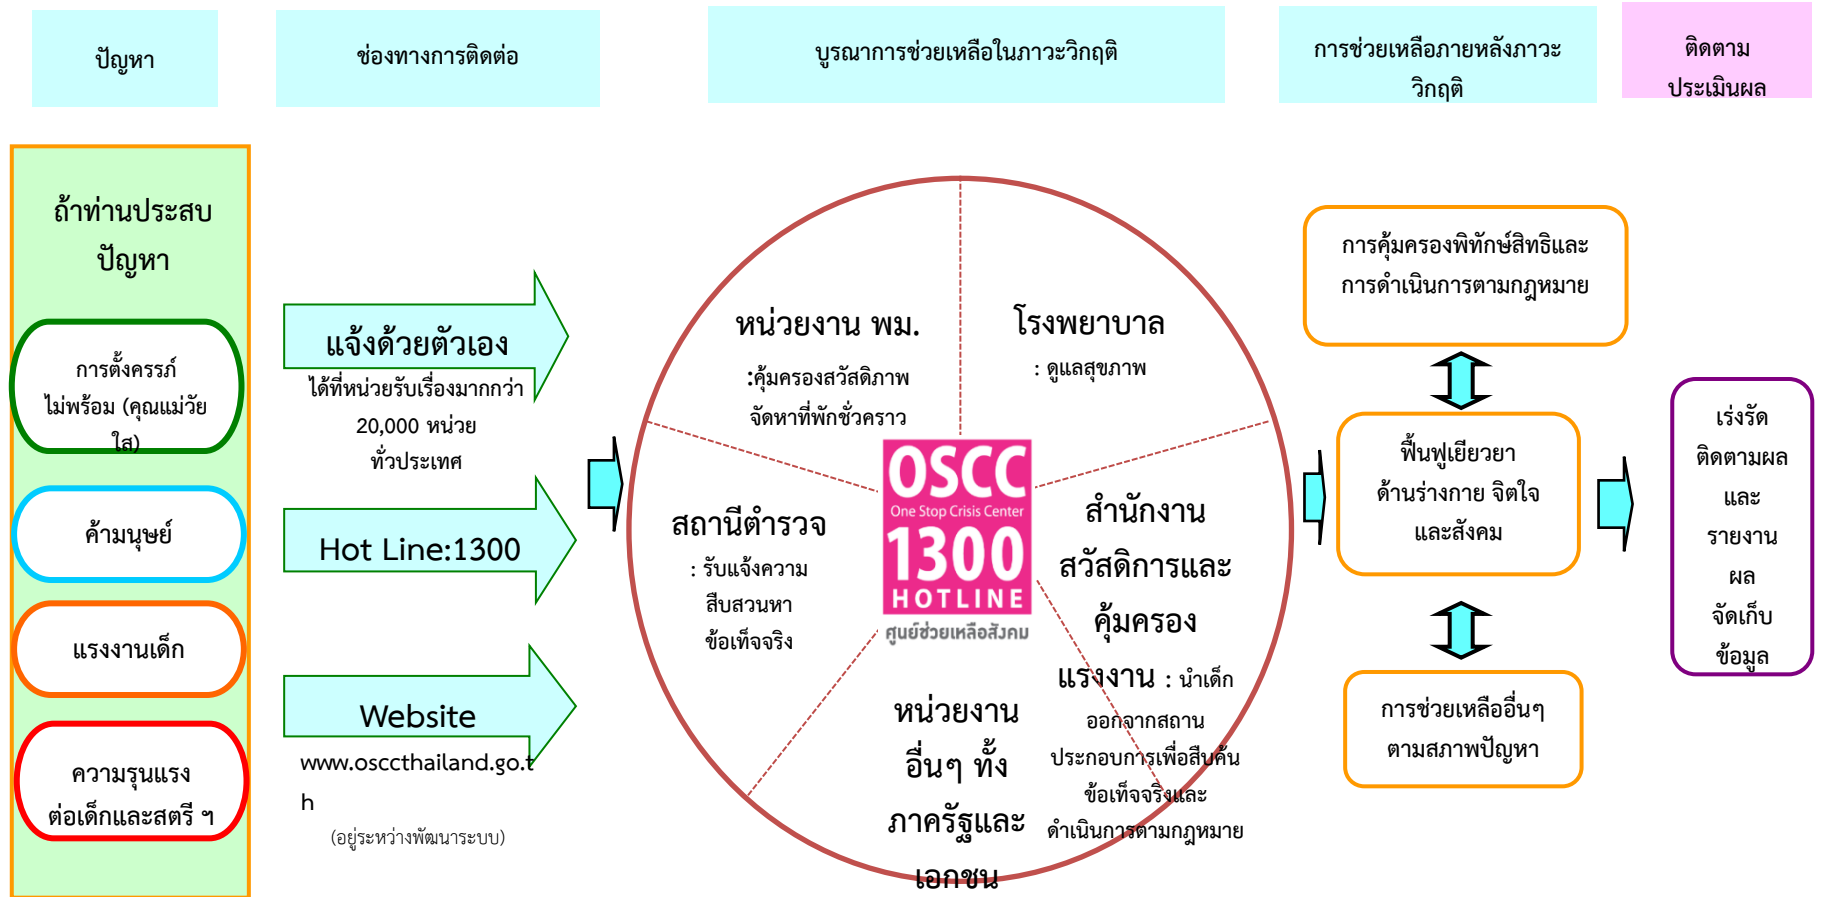 ปัญหา
ช่องทางการติดต่อ
บูรณาการช่วยเหลือในภาวะวิกฤติ
การช่วยเหลือภายหลังภาวะ
วิกฤติ
ติดตาม
ประเมินผล
ถ้าท่านประสบ
ปัญหา
การตั้งครรภ์
ไม่พร้อม (คุณแม่วัย
ใส)
ค้ามนุษย์
แรงงานเด็ก
ความรุนแรง
ต่อเด็กและสตรี ฯ
แจ้งด้วยตัวเอง
ได้ที่หน่วยรับเรื่องมากกว่า
20,000 หน่วย
ทั่วประเทศ
Hot Line:1300
Website
www.osccthailand.go.t
h
(อยู่ระหว่างพัฒนาระบบ)
หน่วยงาน พม.
:คุ้มครองสวัสดิภาพ
จัดหาที่พักชั่วคราว
โรงพยาบาล
: ดูแลสุขภาพ
สถานีตำรวจ
: รับแจ้งความ
สืบสวนหา
ข้อเท็จจริง
OSCC
One Stop Crisis Center
1300
HOTLINE
ศูนย์ช่วยเหลือสังคม
สำนักงาน
สวัสดิการและ
คุ้มครอง
แรงงาน : นำเด็ก
ออกจากสถาน
ประกอบการเพื่อสืบค้น
ข้อเท็จจริงและ
ดำเนินการตามกฎหมาย
หน่วยงาน
อื่นๆ ทั้ง
ภาครัฐและ
เอกชน
การคุ้มครองพิทักษ์สิทธิและ
การดำเนินการตามกฎหมาย
ฟื้นฟูเยียวยา
ด้านร่างกาย จิตใจ
และสังคม
การช่วยเหลืออื่นๆ
ตามสภาพปัญหา
เร่งรัด
ติดตามผล
และ
รายงาน
ผล
จัดเก็บ
ข้อมูล